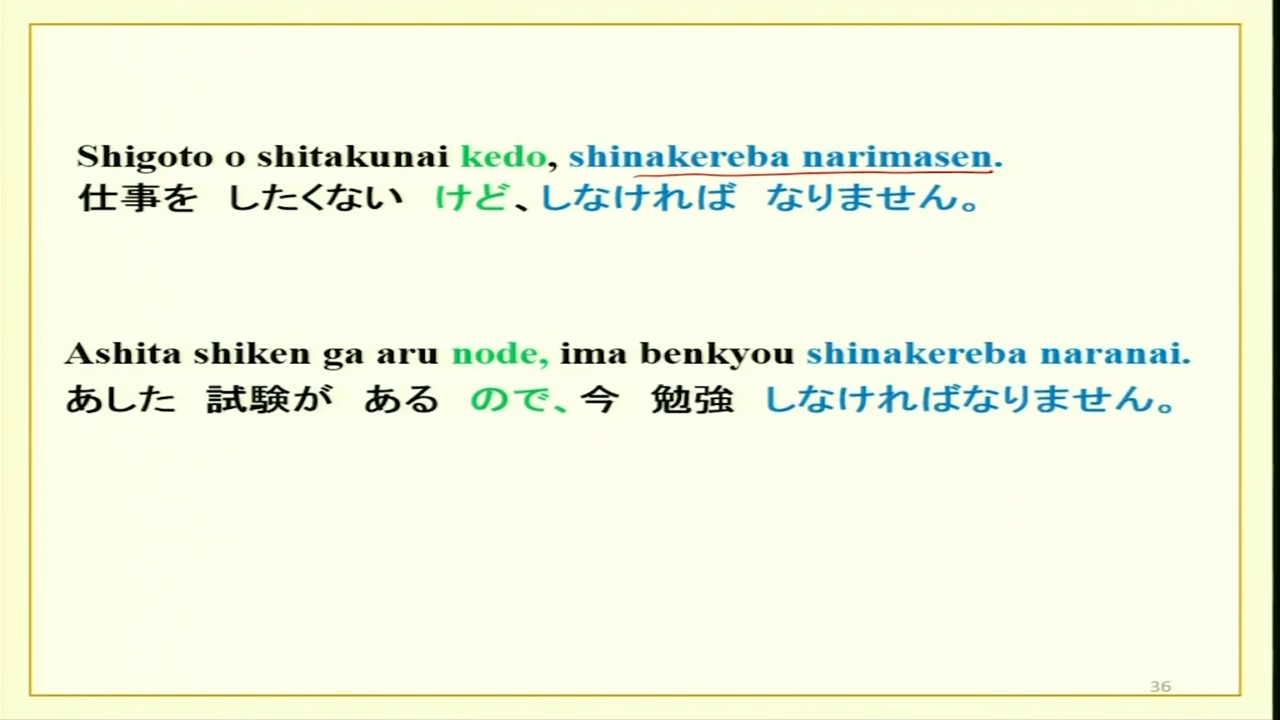 Shigoto o shitakunai kedo, shinakereba narimasen.
仕事を したくない けど、しなければ なりません。
Ashita shiken ga aru node, ima benkyou shinakereba naranai.
あした 試験が ある ので、今 勉強 しなければなりません。
36